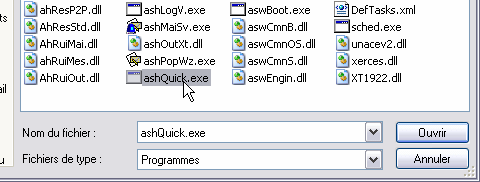 ahResP2P.dll ashLogV.exe aswBoot.exe DefTasks.xml
AhResStd.dll ashMaiSv.exe aswCmnB.dll sched.exe
AhRuiMai.dll ashOutXt.dll aswCmnOS.dll unacev2.dll
ahRuiMes.dll ashPopWz.exe aswCmnS.dll xerces.dll
AhRuiOut.dll ashQuick.exe aswEngin.dll XT1922.dll
Nom du fichier : ashQuick.exe Ouvrir
Fichiers de type : Programmes Annuler